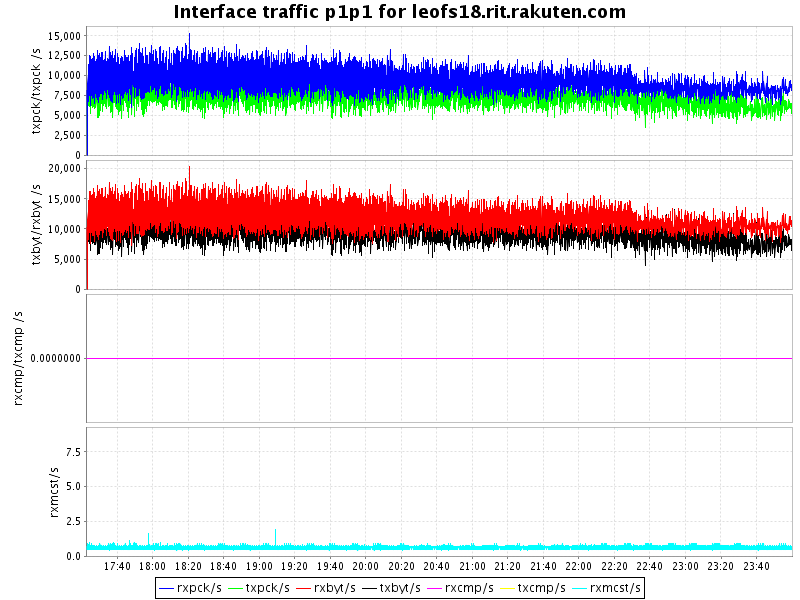 Interface traffic p1p1 for leofs18.rit.rakuten.com
txpck/txpck /s
15,000
12,500
10,000
7,500
5,000
2,500
0
txbyt/rxbyt /s
20,000
15,000
10,000
5,000
0
rxcmp/txcmp /s
0.0000000
rxmcst/s
7.5
5.0
2.5
0.0
17:40 18:00 18:20 18:40 19:00 19:20 19:40 20:00 20:20 20:40 21:00 21:20 21:40 22:00 22:20 22:40 23:00 23:20 23:40
rxpck/s txpck/s rxbyt/s txbyt/s rxcmp/s txcmp/s rxmcst/s